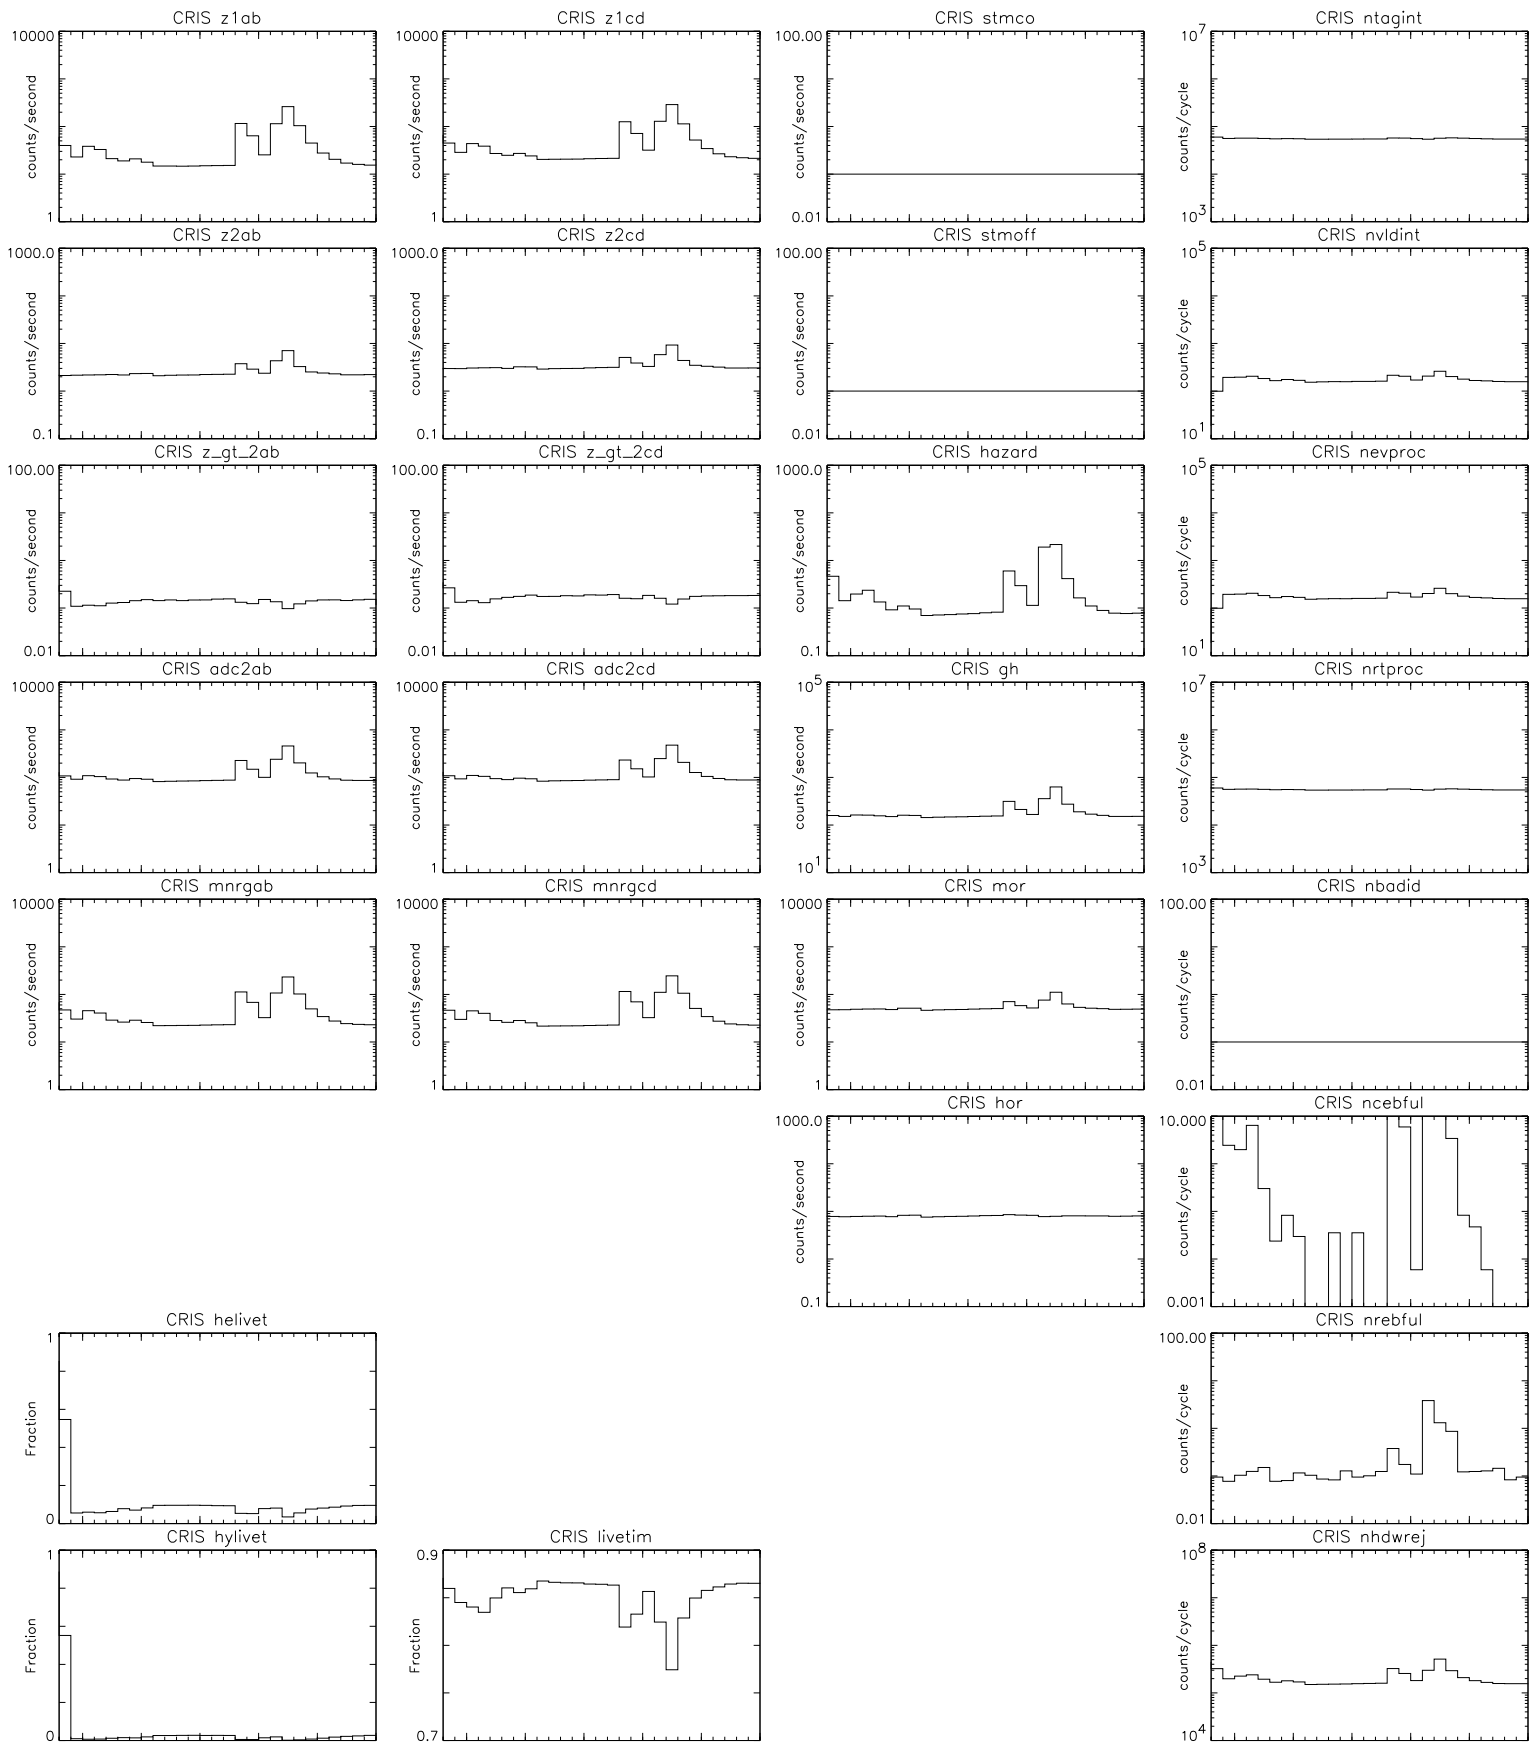 CRIS z1ab
10000
counts/second
1
CRIS z1cd
10000
counts/second
1
CRIS stmco
100.00
0.01
CRIS ntagint
10^7
counts/cycle
10^3
CRIS z2ab
1000.0
counts/second
0.1
CRIS z2cd
1000.0
counts/second
0.1
CRIS stmoff
100.00
0.01
CRIS nvldint
10^5
counts/cycle
10^1
CRIS z_gt_2ab
100.00
counts/second
0.01
CRIS z_gt_2cd
100.00
counts/second
0.01
CRIS hazard
1000.0
counts/second
0.1
CRIS nevproc
10^5
counts/cycle
10^1
CRIS adc2ab
10000
counts/second
1
CRIS adc2cd
10000
counts/second
1
CRIS gh
10^5
counts/second
10^1
CRIS nrtproc
10^7
counts/cycle
10^3
CRIS mnrgab
10000
counts/second
1
CRIS mnrgcd
10000
counts/second
1
CRIS mor
10000
counts/second
1
CRIS nbadid
100.00
counts/cycle
0.01
CRIS hor
1000.0
counts/second
0.1
CRIS ncebful
10.000
counts/cycle
0.001
CRIS helivet
1
Fraction
0
CRIS nrebful
100.00
counts/cycle
0.01
CRIS hylivet
1
Fraction
0
CRIS livetim
0.9
Fraction
0.7
CRIS nhdwrej
10^8
counts/cycle
10^4